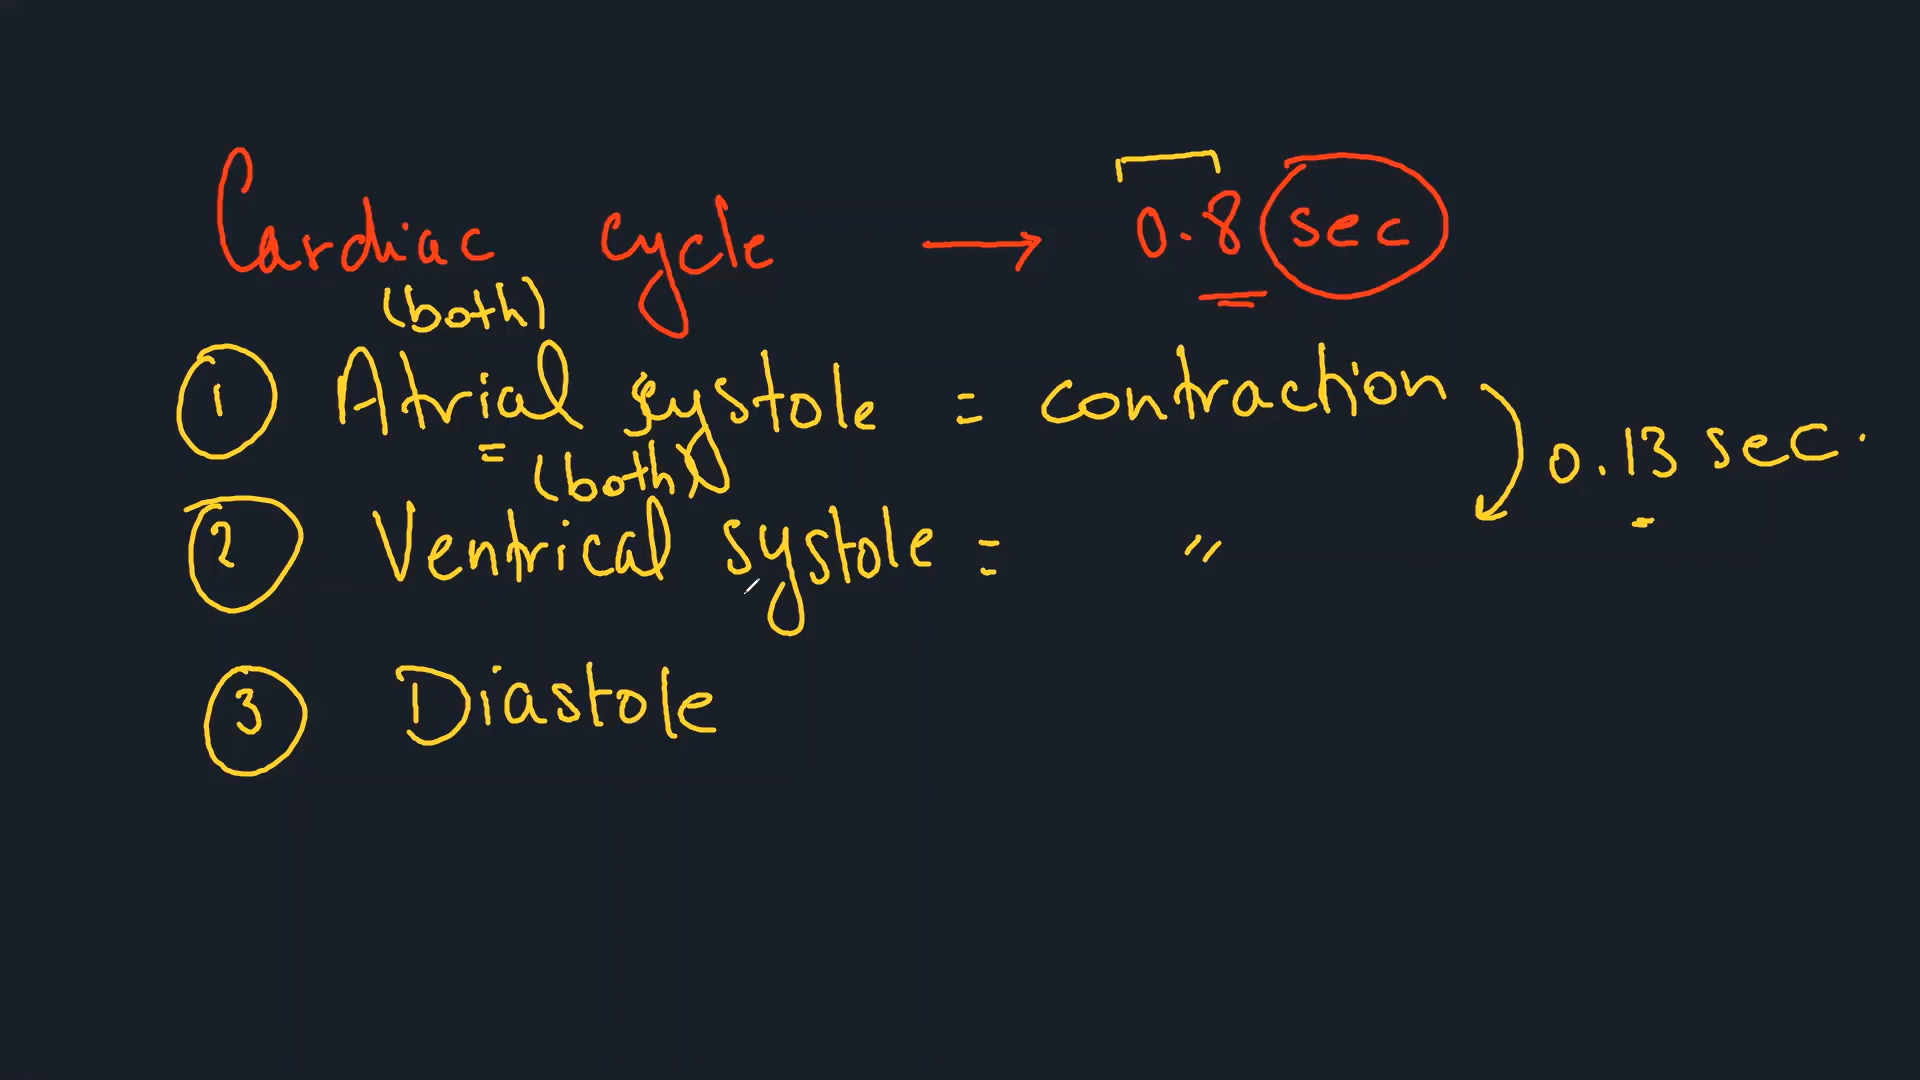 Cardiac cycle → 0.8 sec
(both)
1 Atrial systole = contraction
0.13 sec.
(both)
2 Ventrical systole = "
3 Diastole